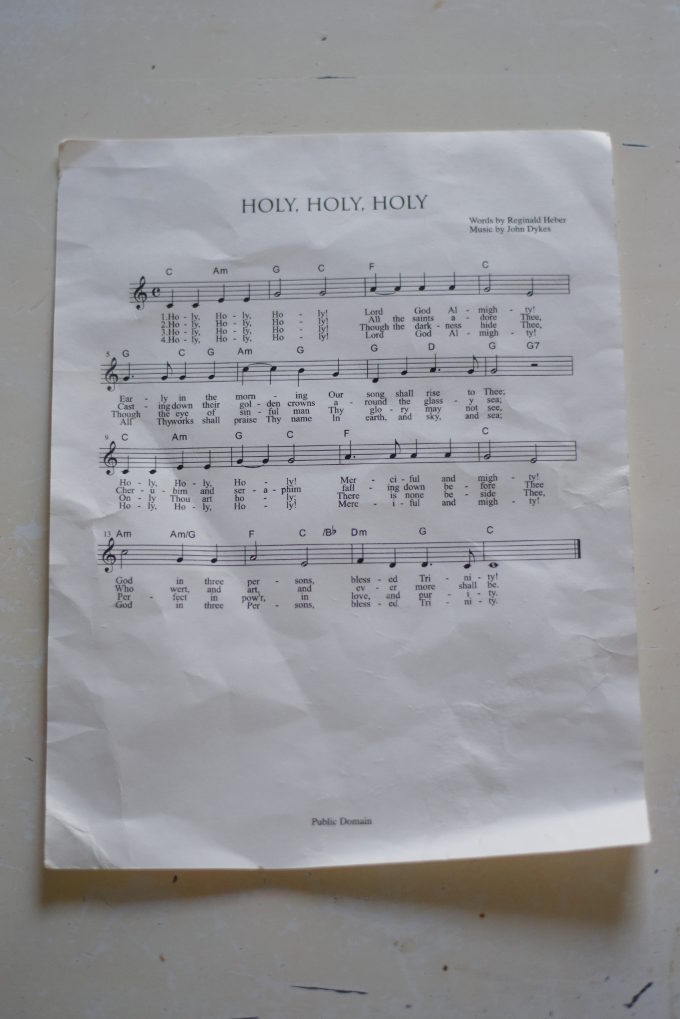 HOLY, HOLY, HOLY
Words by Reginald Heber
Music by John Dykes
C Am G C F C
1.Ho - ly, Ho - ly, Ho - ly! Lord God Al - migh - ty!
2.Ho - ly, Ho - ly, Ho - ly! All the saints a - dore Thee,
3.Ho - ly, Ho - ly, Ho - ly! Though the dark - ness hide Thee,
4.Ho - ly, Ho - ly, Ho - ly! Lord God Al - migh - ty!
5 G C G Am G G D G G7
Ear - ly in the morn - ing Our song shall rise to Thee;
Cast - ing down their gol - den crowns a - round the glass - y sea;
Though the eye of sin - ful man Thy glo - ry may not see,
All Thy works shall praise Thy name In earth, and sky, and sea;
9 C Am G C F C
Ho - ly, Ho - ly, Ho - ly! Mer - ci - ful and migh - ty!
Cher - u - bim and ser - a - phim fall - ing down be - fore Thee
On - ly Thou art ho - ly; There is none be - side Thee,
Ho - ly, Ho - ly, Ho - ly! Merc - i - ful and migh - ty!
13 Am Am/G F C /B♭ Dm G C
God in three per - sons, bless - ed Tri - ni - ty!
Who wert, and art, and ev - er more shall be.
Per - fect in pow'r, in love, and pur - i - ty.
God in three Per - sons, bless - ed Tri - ni - ty.
Public Domain